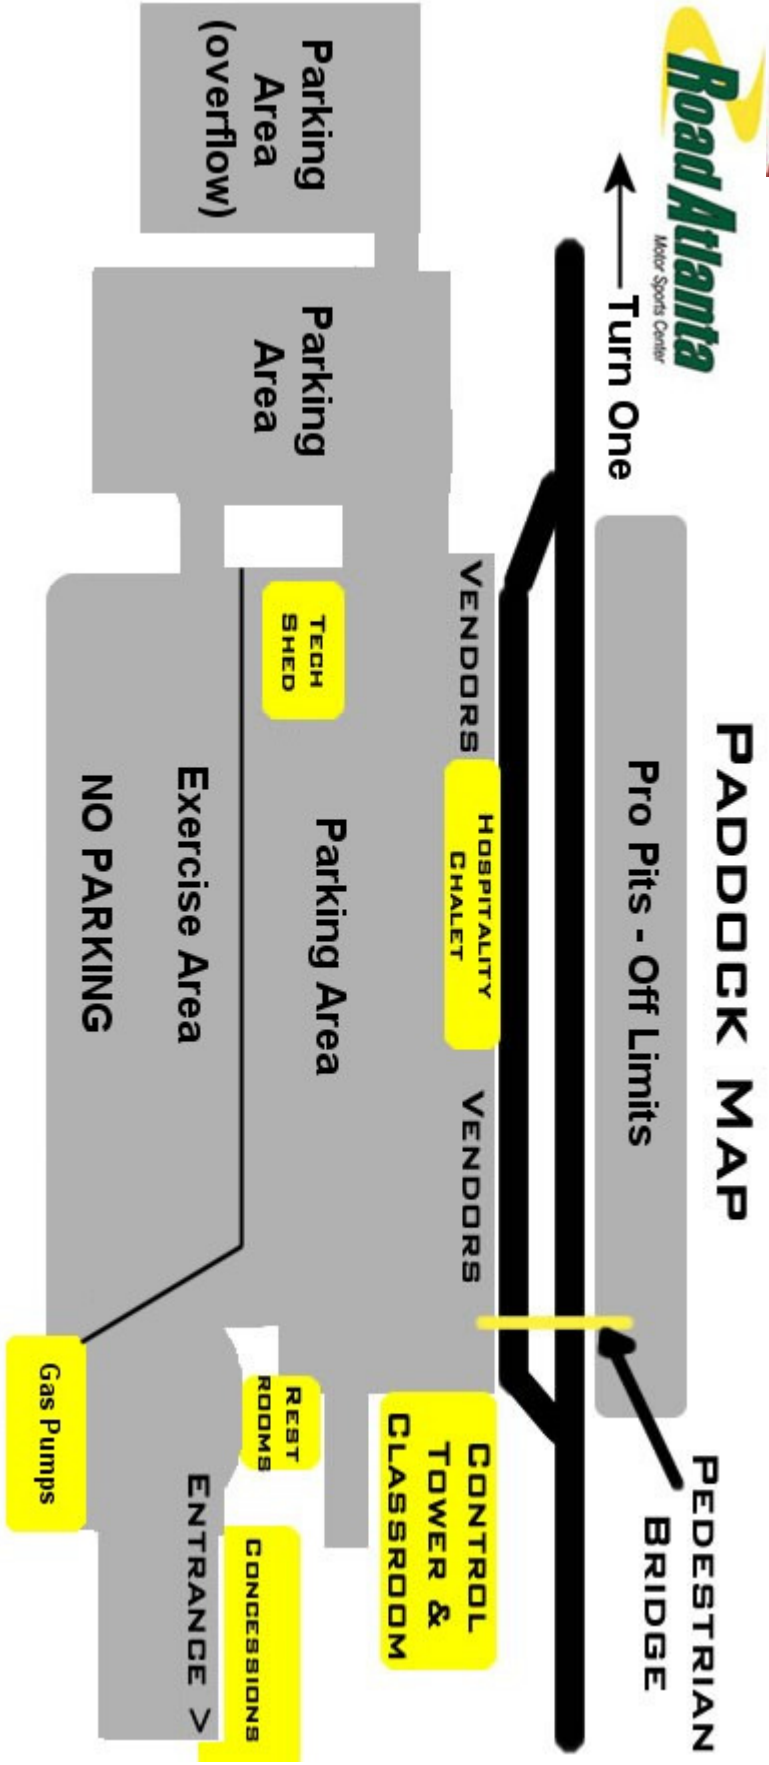 Road Atlanta
Motor Sports Center
PADDOCK MAP
Turn One
Pro Pits - Off Limits
PEDESTRIAN
BRIDGE
VENDORS
HOSPITALITY
CHALET
VENDORS
CONTROL
TOWER &
CLASSROOM
Parking
Area
(overflow)
Parking
Area
TECH
SHED
Parking Area
REST
ROOMS
CONCESSIONS
Exercise Area
NO PARKING
ENTRANCE >
Gas Pumps